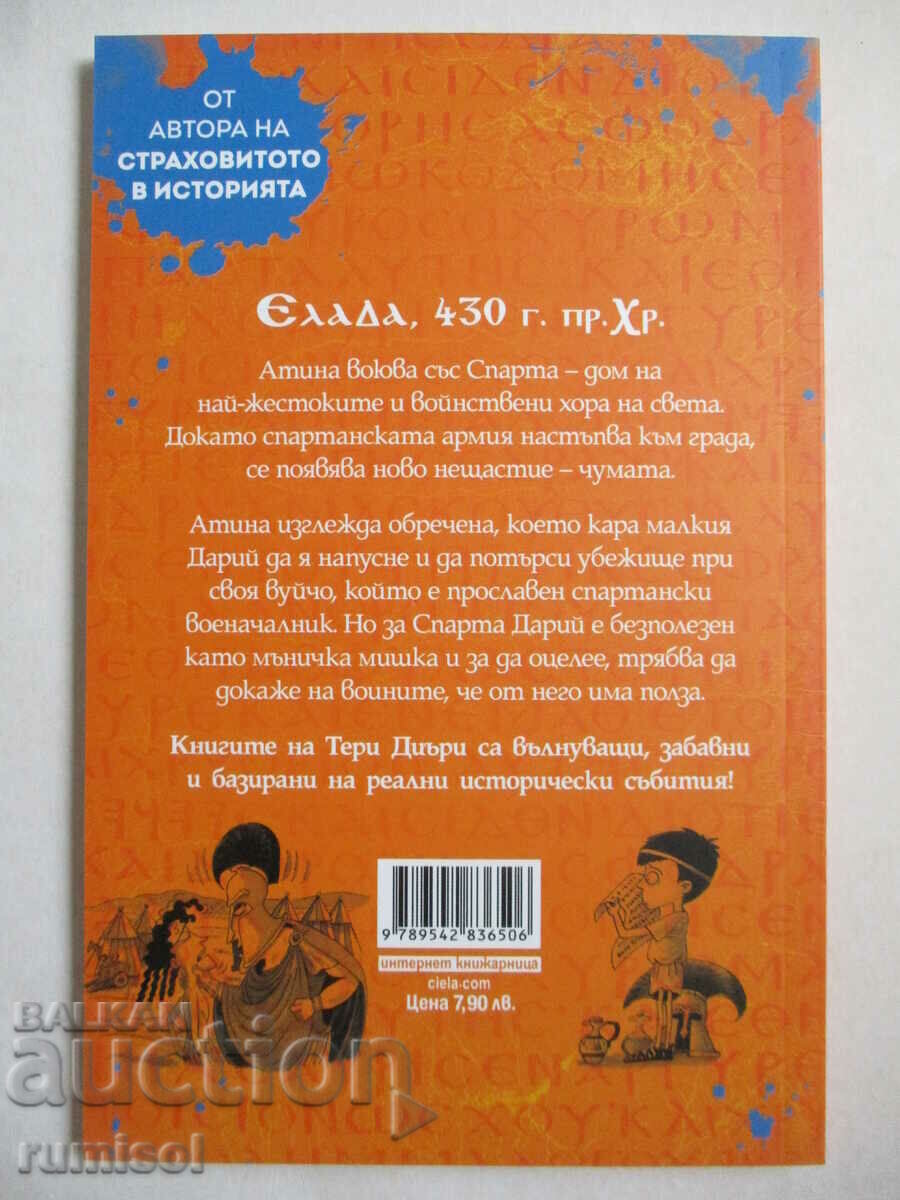 ОТ
АВТОРА НА
СТРАХОВИТОТО
В ИСТОРИЯТА
Елада, 430 г. пр.Хр.
Атина воюва със Спарта – дом на
най-жестоките и войнствени хора на света.
Докато спартанската армия настъпва към града,
се появява ново нещастие – чумата.
Атина изглежда обречена, което кара малкия
Дарий да я напусне и да потърси убежище при
своя вуйчо, който е прославен спартански
военачалник. Но за Спарта Дарий е безполезен
като мъничка мишка и за да оцелее, трябва да
докаже на воините, че от него има полза.
Книгите на Тери Диъри са вълнуващи, забавни
и базирани на реални исторически събития!
9 789542 836506
интернет книжарница
ciela.com
Цена 7,90 лв.
BALKAN
auction
rumisol